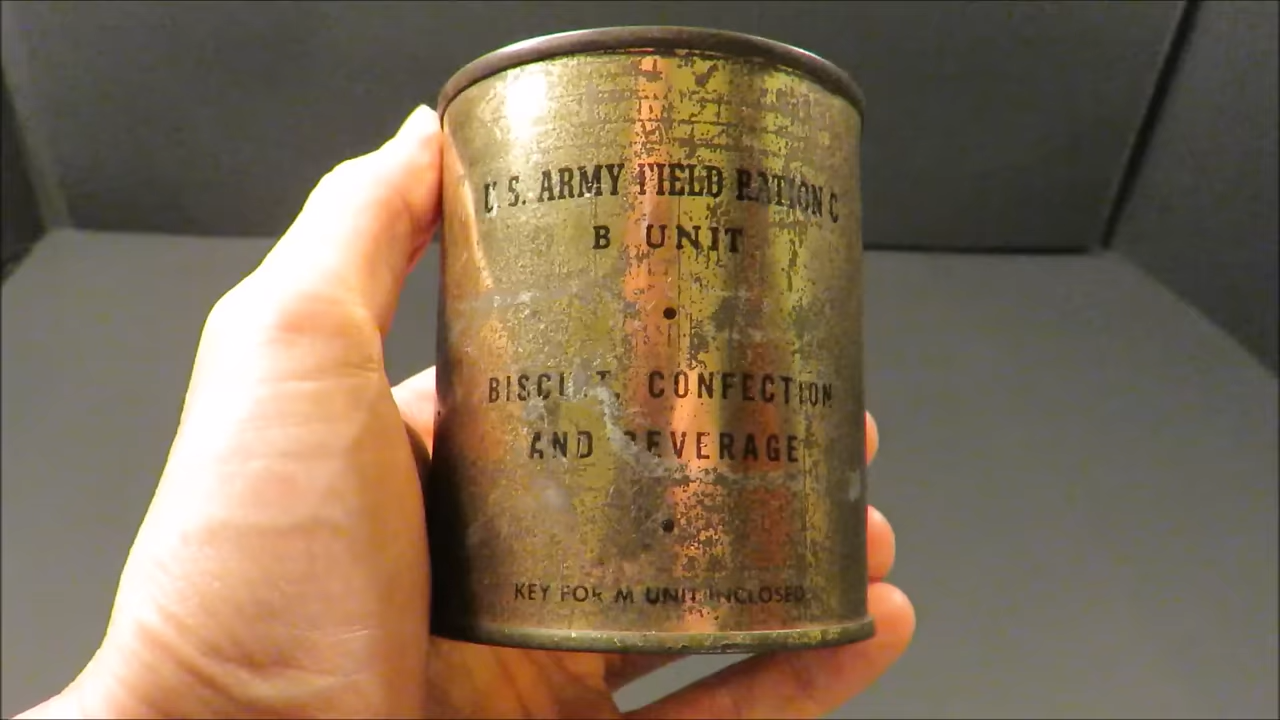 U. S. ARMY FIELD RATION C
B UNIT
BISCUIT, CONFECTION
AND BEVERAGE
KEY FOR M UNIT INCLOSED